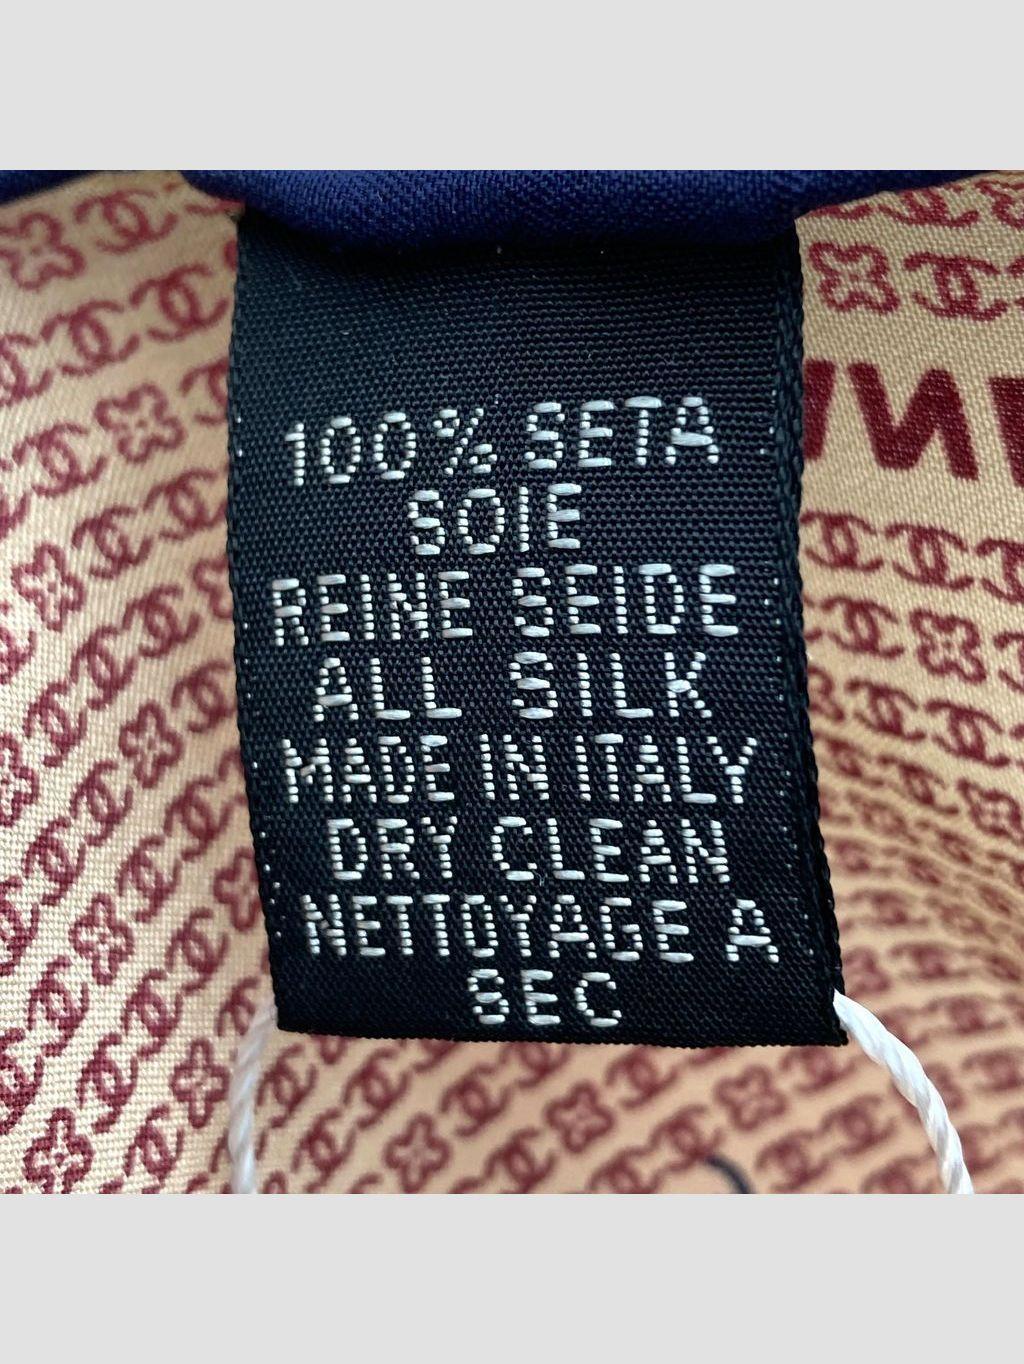 100% SETA
SOIE
REINE SEIDE
ALL SILK
MADE IN ITALY
DRY CLEAN
NETTOYAGE A
SEC